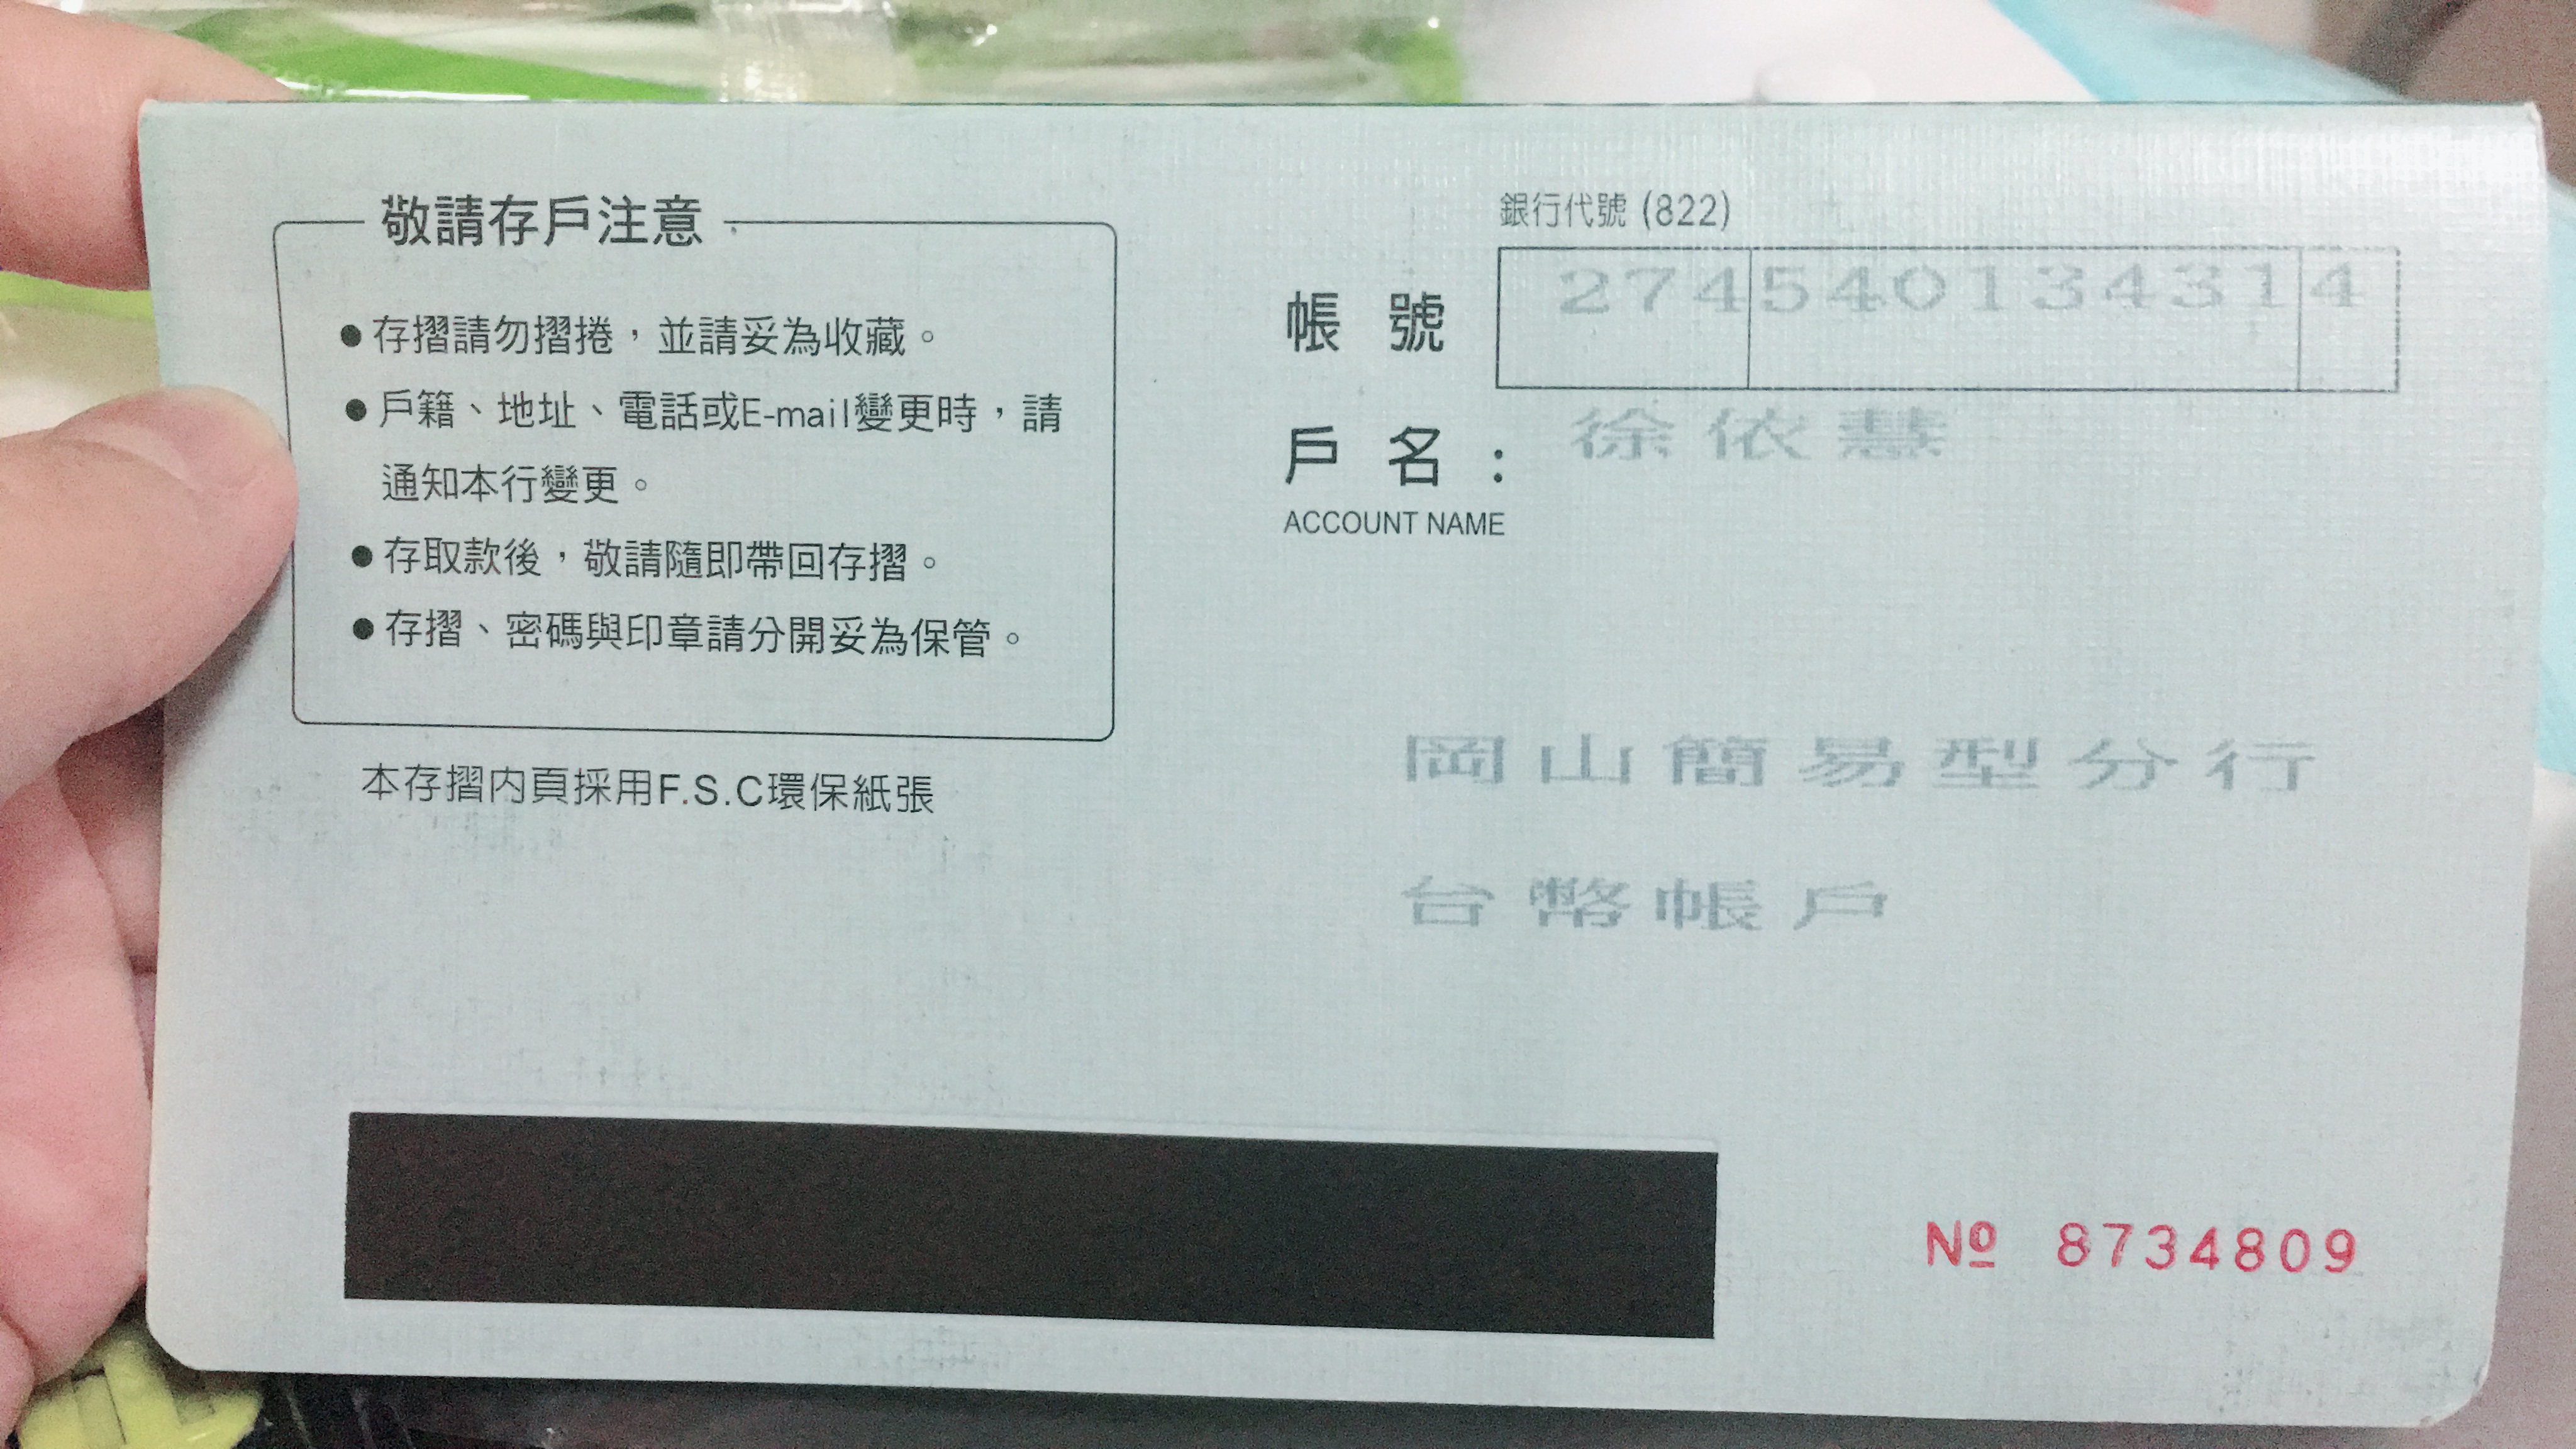 敬請存戶注意
●存摺請勿摺捲，並請妥為收藏。
●戶籍、地址、電話或E-mail變更時，請
通知本行變更。
●存取款後，敬請隨即帶回存摺。
●存摺、密碼與印章請分開妥為保管。
本存摺內頁採用F.S.C環保紙張
銀行代號 (822)
帳號 274540134314
戶名： 徐依慧
ACCOUNT NAME
岡山簡易型分行
台幣帳戶
Nº 8734809